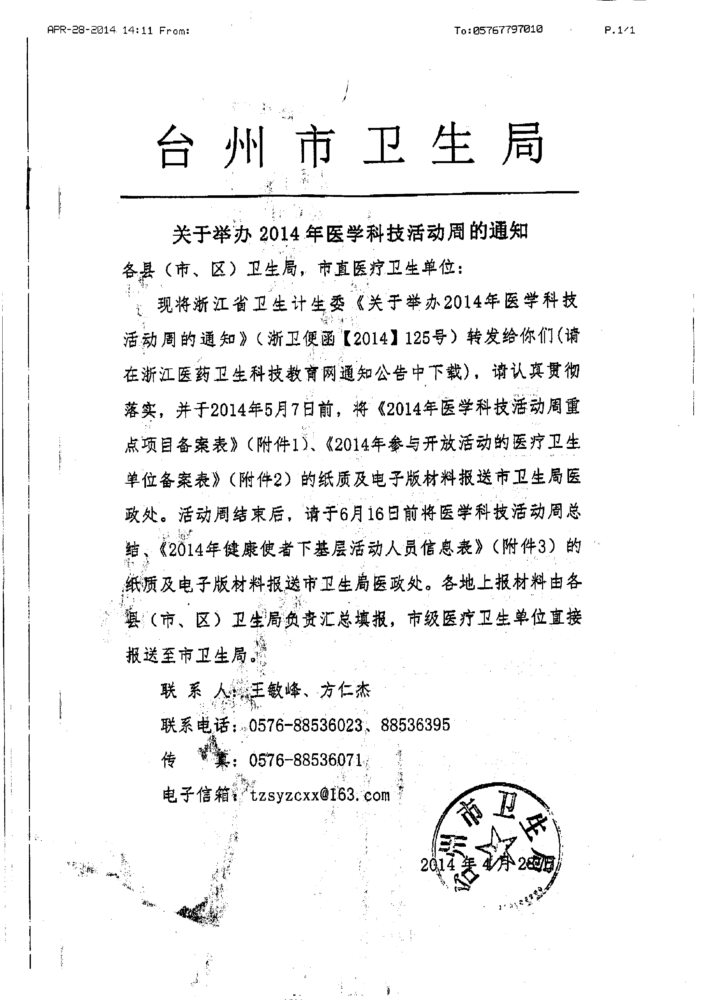 APR-28-2014 14:11 From: To:05767797010 P.1/1
台州市卫生局
关于举办 2014 年医学科技活动周的通知
各县（市、区）卫生局，市直医疗卫生单位：
现将浙江省卫生计生委《关于举办2014年医学科技
活动周的通知》（浙卫便函【2014】125号）转发给你们（请
在浙江医药卫生科技教育网通知公告中下载），请认真贯彻
落实，并于2014年5月7日前，将《2014年医学科技活动周重
点项目备案表》（附件1）、《2014年参与开放活动的医疗卫生
单位备案表》（附件2）的纸质及电子版材料报送市卫生局医
政处。活动周结束后，请于6月16日前将医学科技活动周总
结、《2014年健康使者下基层活动人员信息表》（附件3）的
纸质及电子版材料报送市卫生局医政处。各地上报材料由各
县（市、区）卫生局负责汇总填报，市级医疗卫生单位直接
报送至市卫生局。
联 系 人：王敏峰、方仁杰
联系电话：0576-88536023、88536395
传 真：0576-88536071
电子信箱：tzsyzcxx@163.com
台州市卫生局
2014 年 4 月 28 日